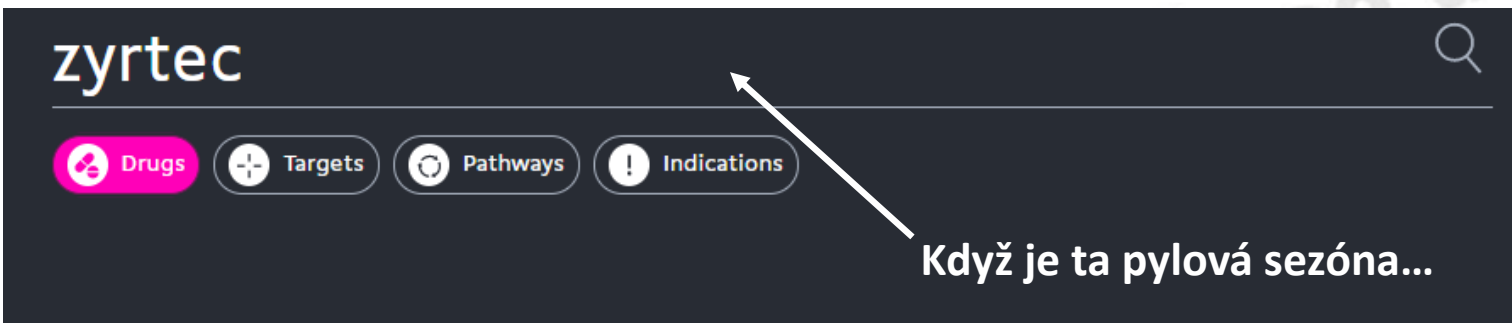 zyrtec
Drugs Targets Pathways Indications
Když je ta pylová sezóna...